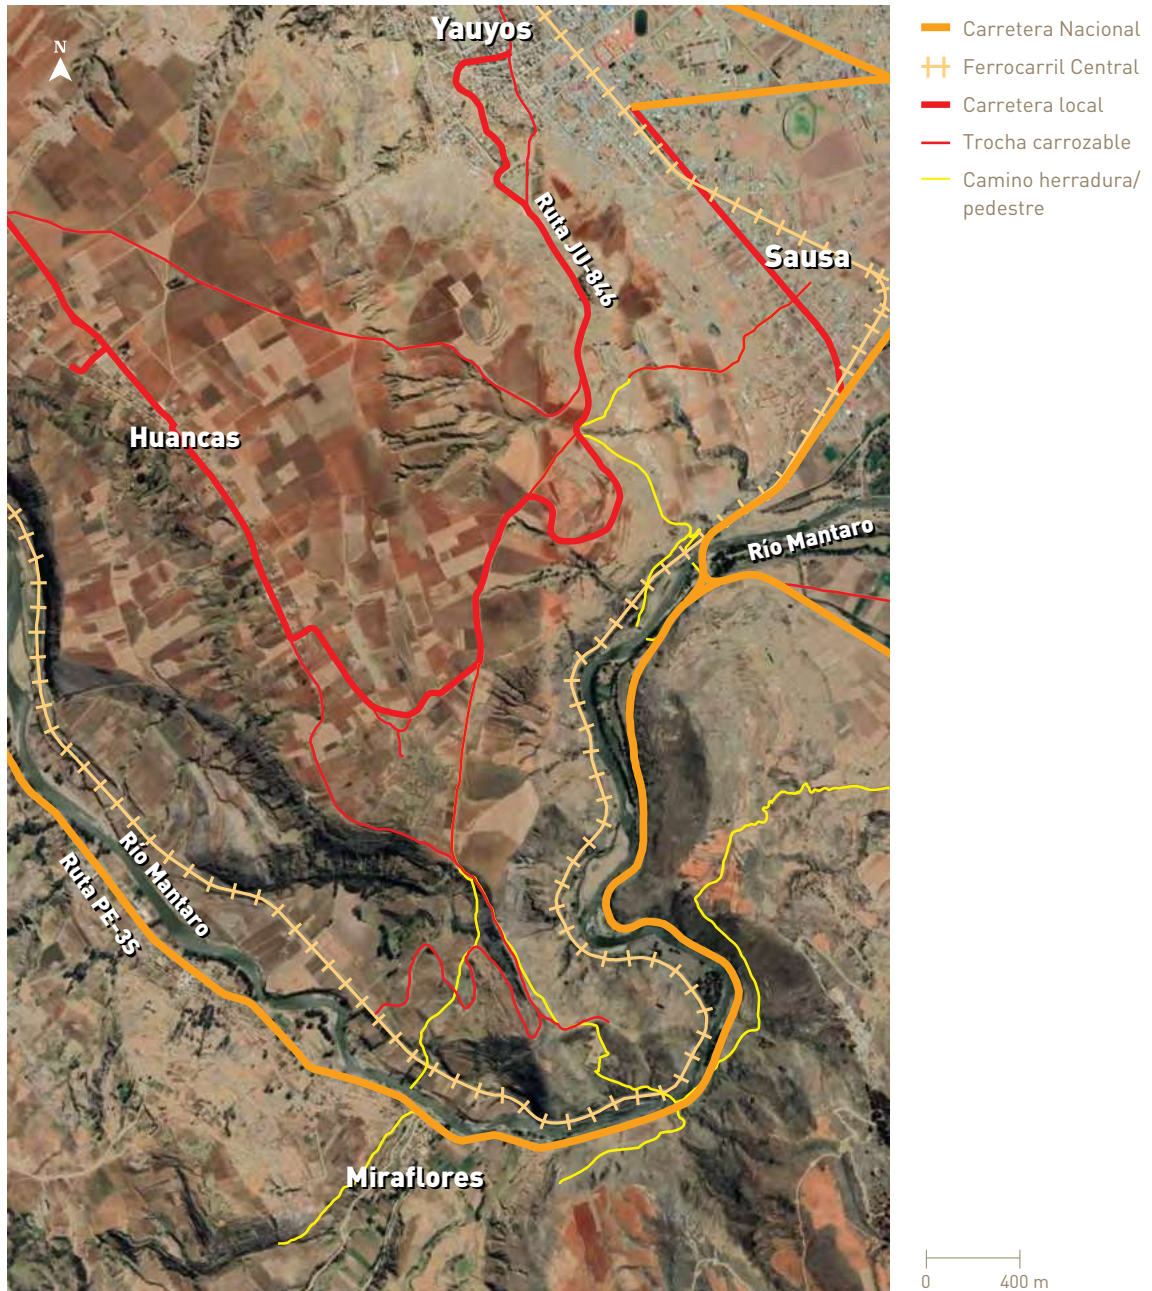 Yauyos
N
Ruta JU-846
Sausa
Huancas
Río Mantaro
Río Mantaro
Ruta PE-3S
Miraflores
Carretera Nacional
Ferrocarril Central
Carretera local
Trocha carrozable
Camino herradura/
pedestre
0 400 m